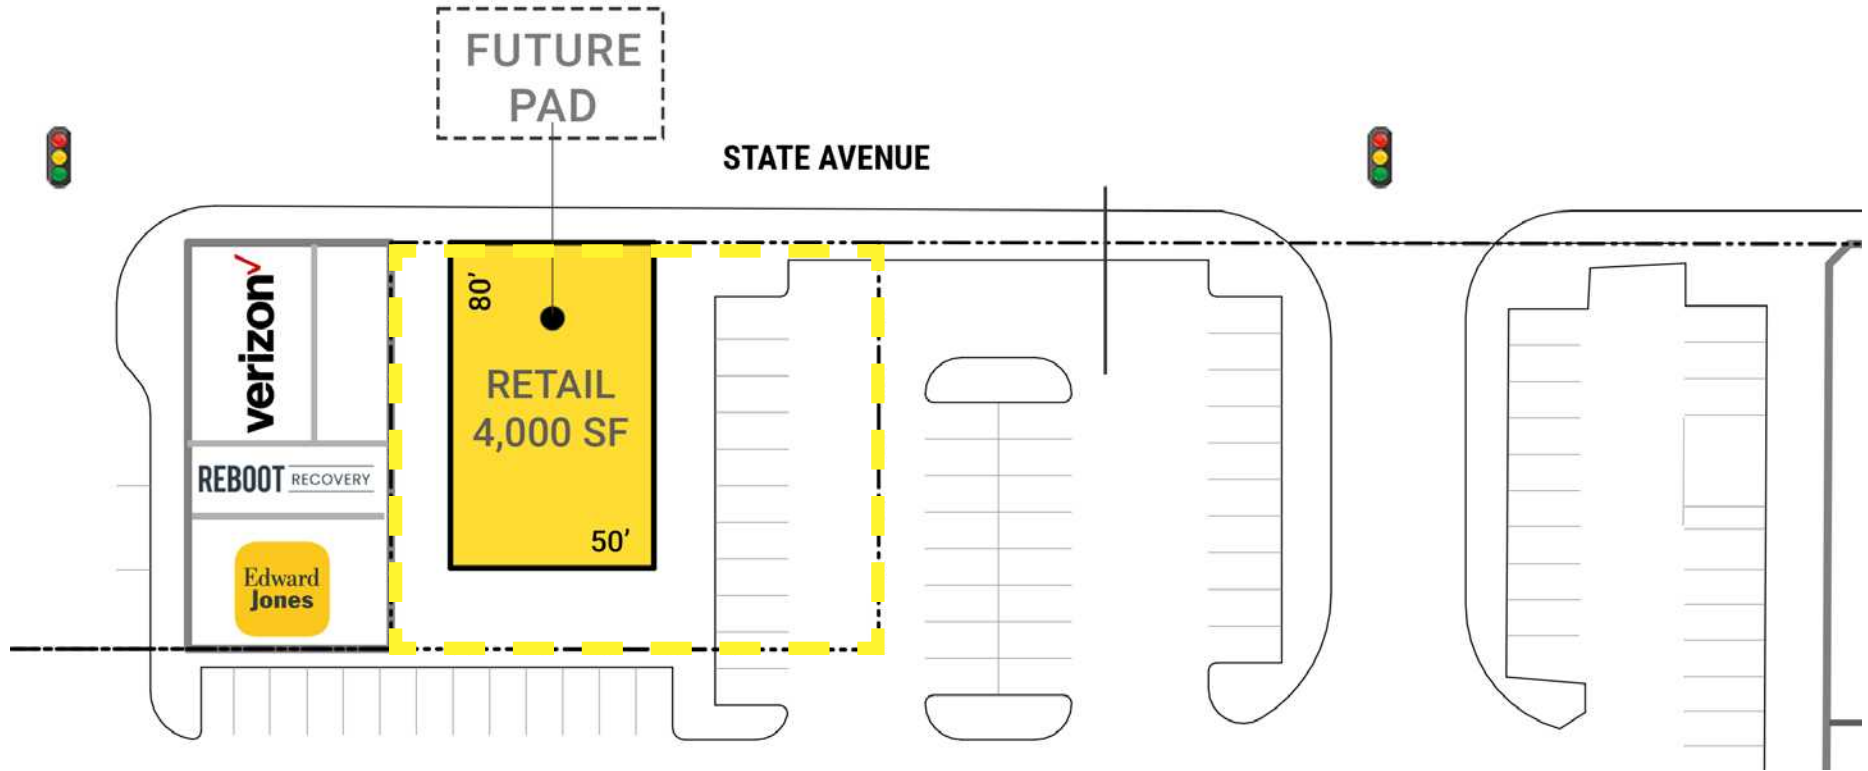 FUTURE
PAD
STATE AVENUE
verizon
80’
RETAIL
4,000 SF
50’
REBOOT RECOVERY
Edward
Jones